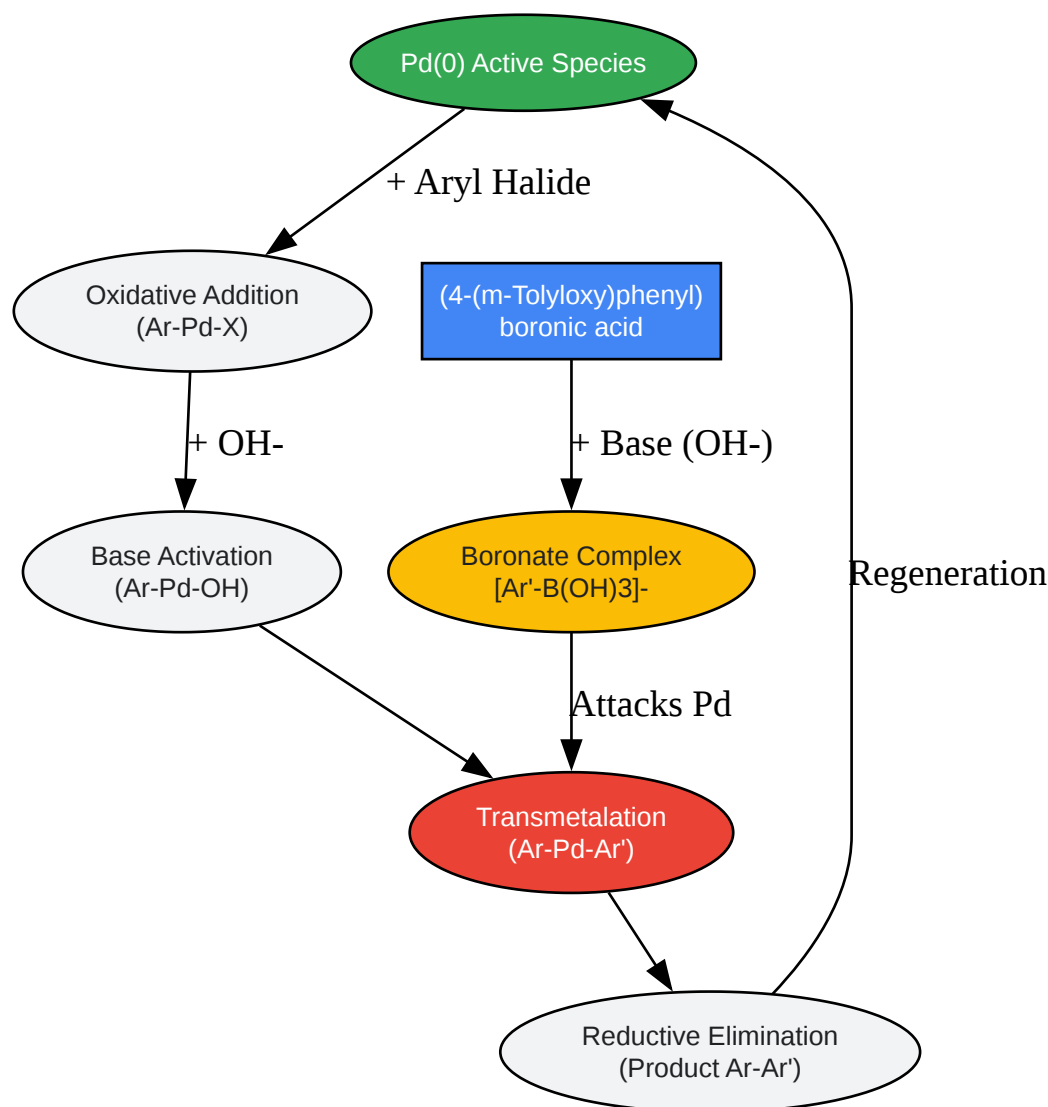 Pd(0) Active Species
+ Aryl Halide
Oxidative Addition
(Ar-Pd-X)
(4-(m-Tolyloxy)phenyl)
boronic acid
+ OH-
+ Base (OH-)
Base Activation
(Ar-Pd-OH)
Boronate Complex
[Ar'-B(OH)3]-
Regeneration
Attacks Pd
Transmetalation
(Ar-Pd-Ar')
Reductive Elimination
(Product Ar-Ar')